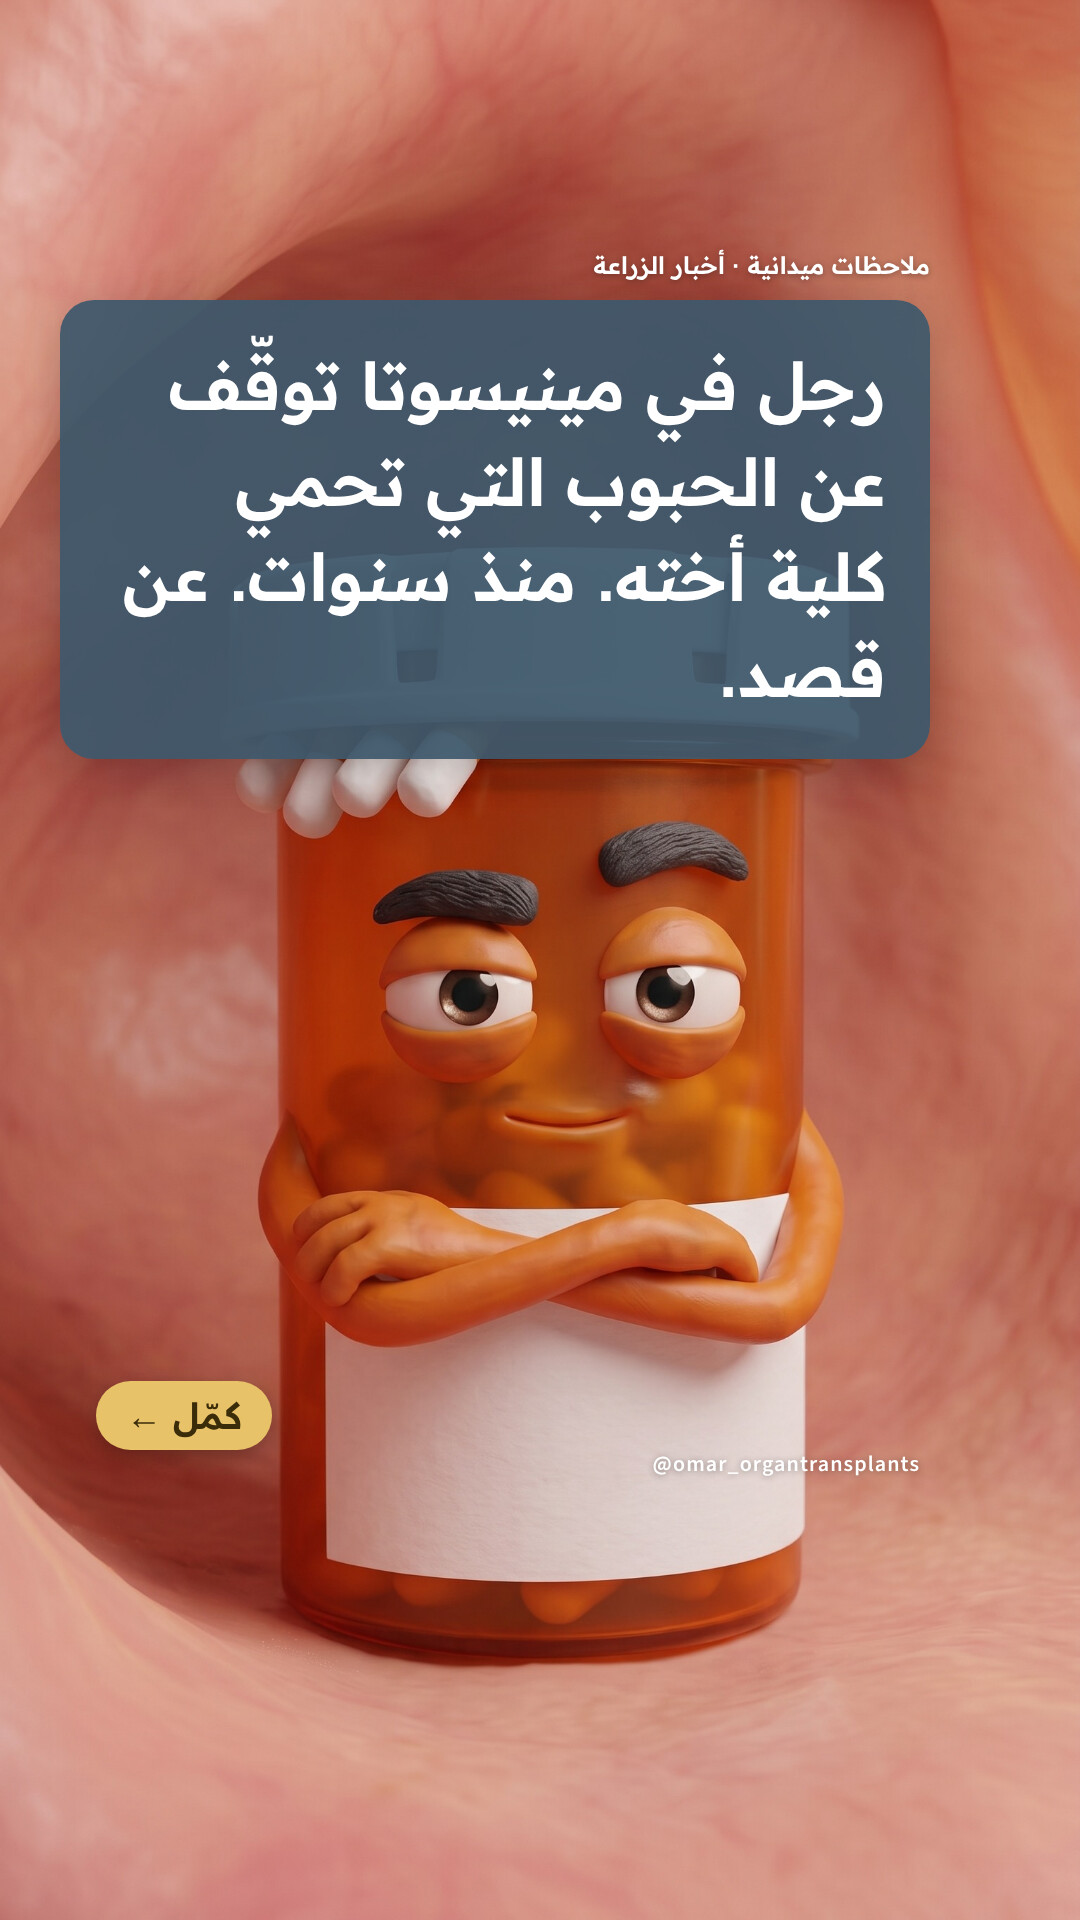 ملاحظات ميدانية · أخبار الزراعة
رجل في مينيسوتا توقّف
عن الحبوب التي تحمي
كلية أخته. منذ سنوات. عن
قصد.
كمّل ←
@omar_organtransplants